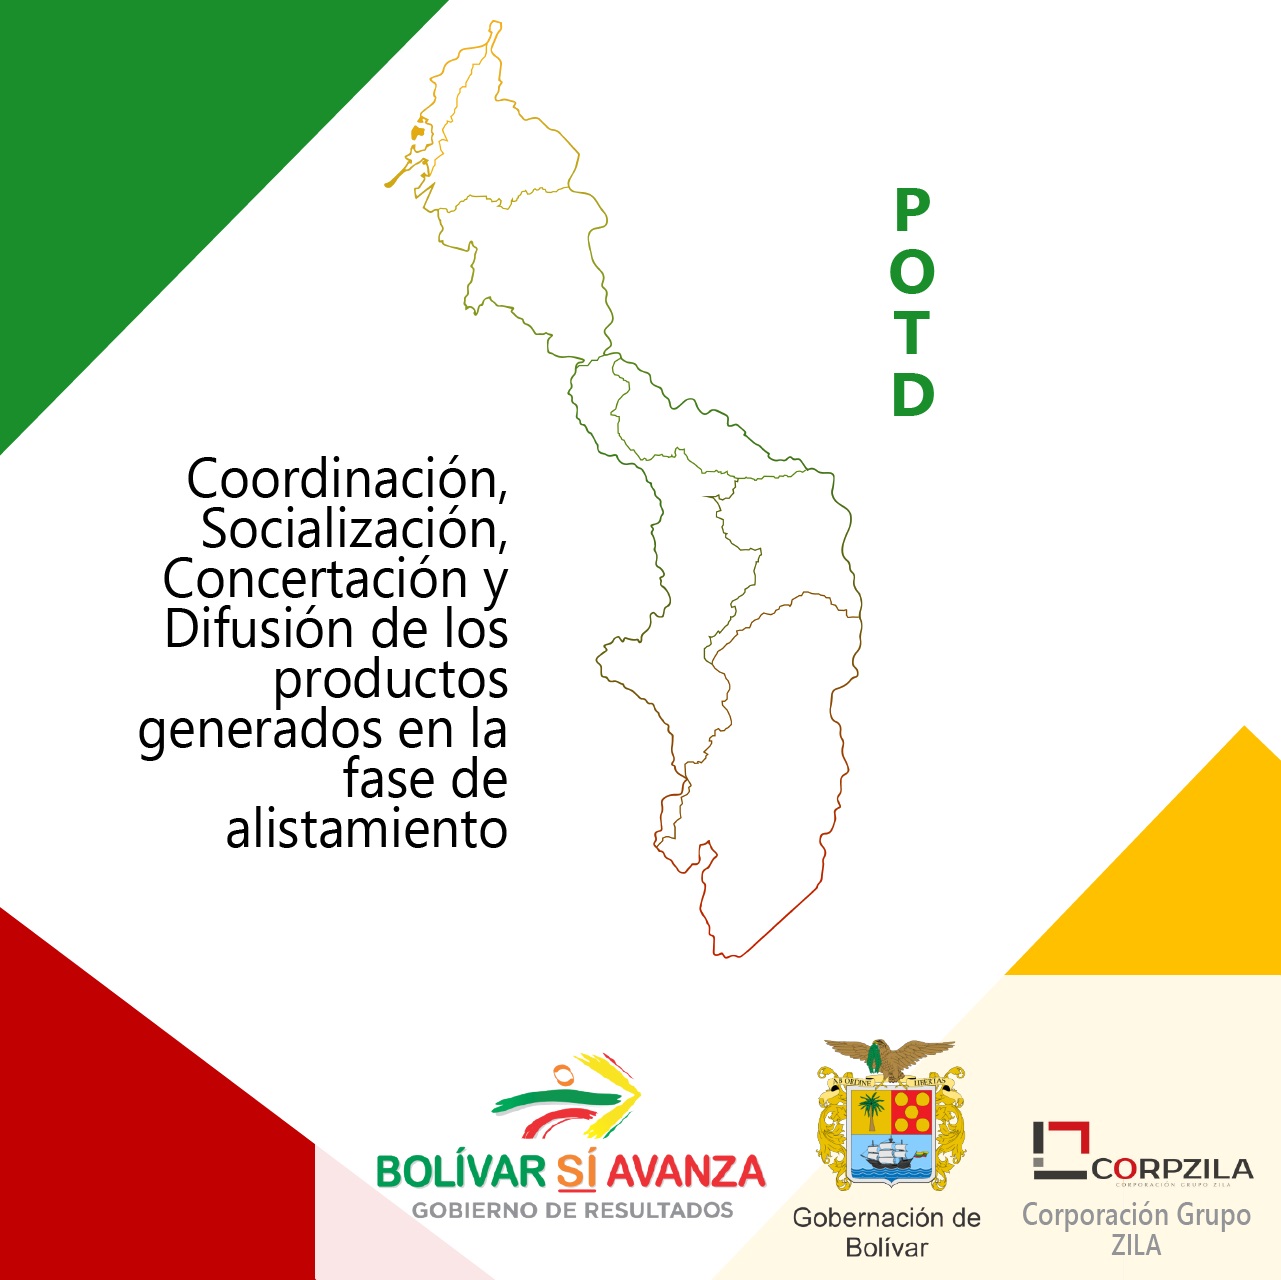 P
O
T
D
Coordinación,
Socialización,
Concertación y
Difusión de los
productos
generados en la
fase de
alistamiento
BOLÍVAR SÍ AVANZA
GOBIERNO DE RESULTADOS
AB ORDINE LIBERTAS
Gobernación de
Bolívar
CORPZILA
CORPORACIÓN GRUPO ZILA
Corporación Grupo
ZILA